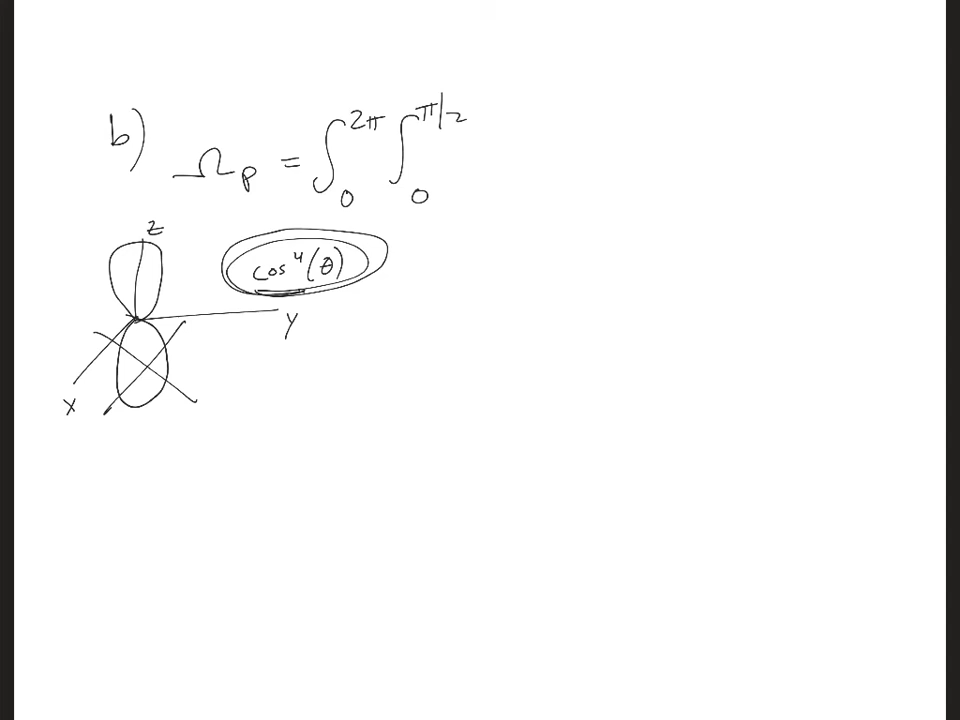 b) Ω_P = ∫_0^{2π} ∫_0^{π/2}
z
cos⁴(θ)
y
x